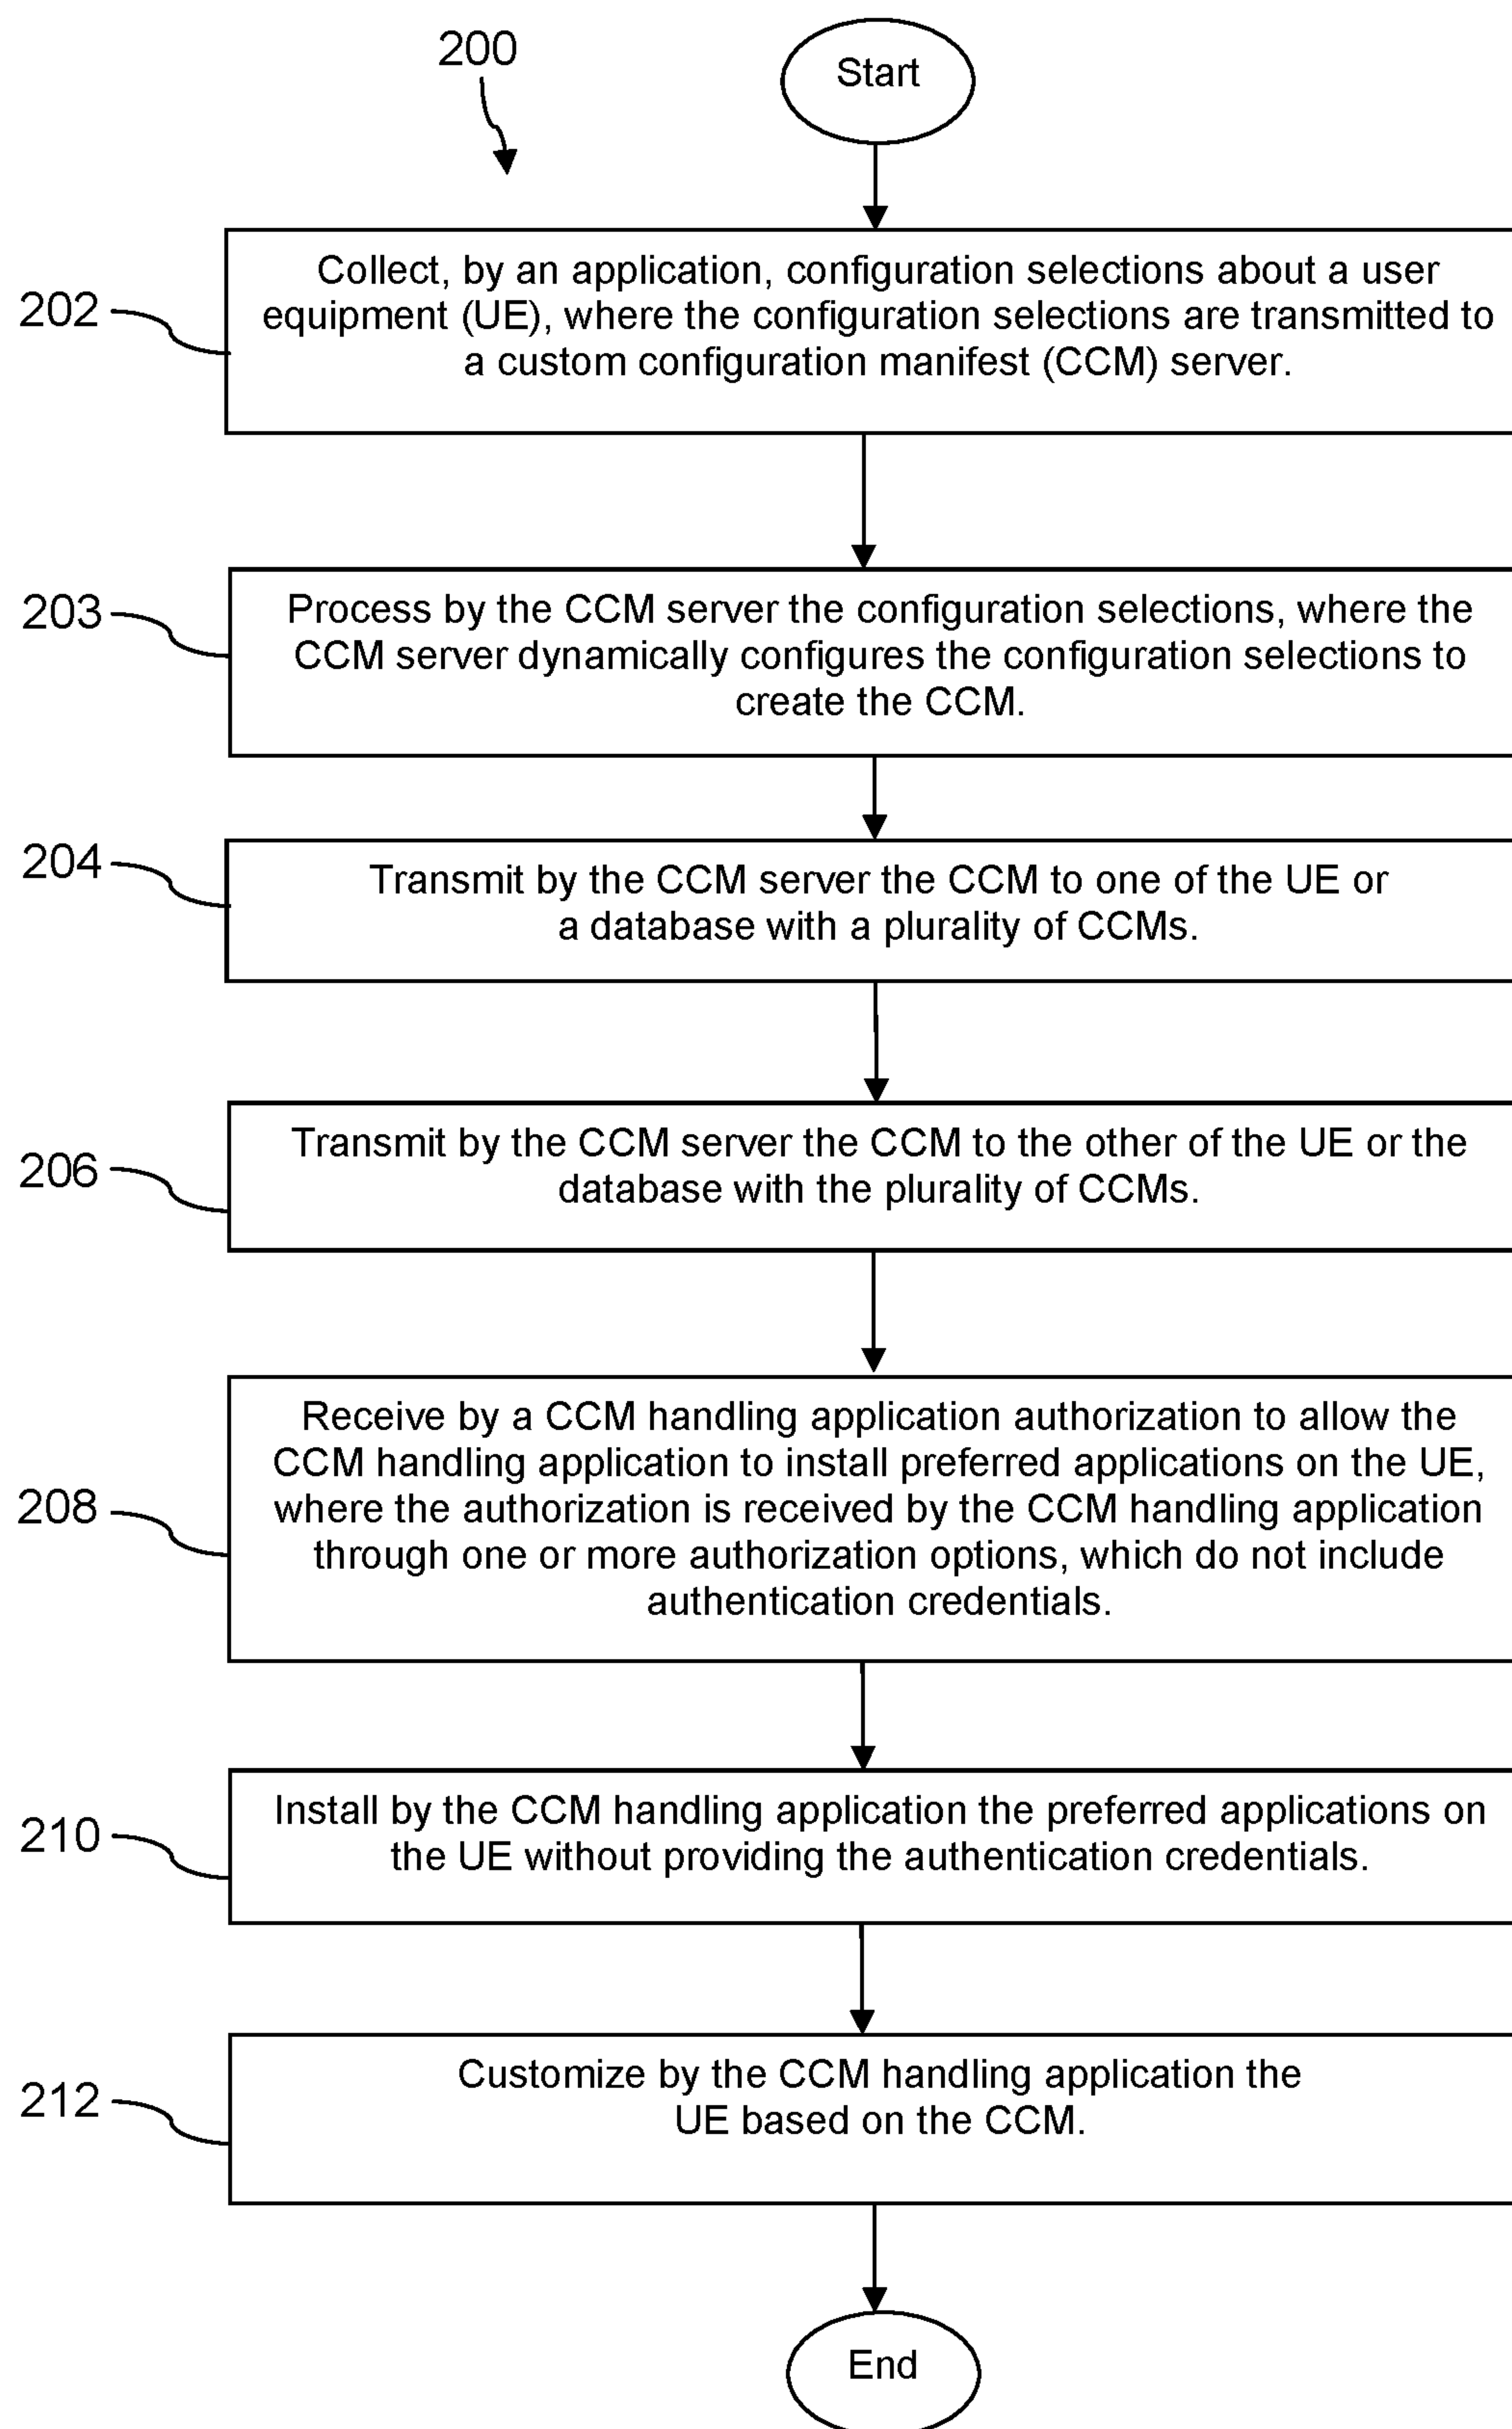 200
Start
202
Collect, by an application, configuration selections about a user
equipment (UE), where the configuration selections are transmitted to
a custom configuration manifest (CCM) server.
203
Process by the CCM server the configuration selections, where the
CCM server dynamically configures the configuration selections to
create the CCM.
204
Transmit by the CCM server the CCM to one of the UE or
a database with a plurality of CCMs.
206
Transmit by the CCM server the CCM to the other of the UE or the
database with the plurality of CCMs.
208
Receive by a CCM handling application authorization to allow the
CCM handling application to install preferred applications on the UE,
where the authorization is received by the CCM handling application
through one or more authorization options, which do not include
authentication credentials.
210
Install by the CCM handling application the preferred applications on
the UE without providing the authentication credentials.
212
Customize by the CCM handling application the
UE based on the CCM.
End